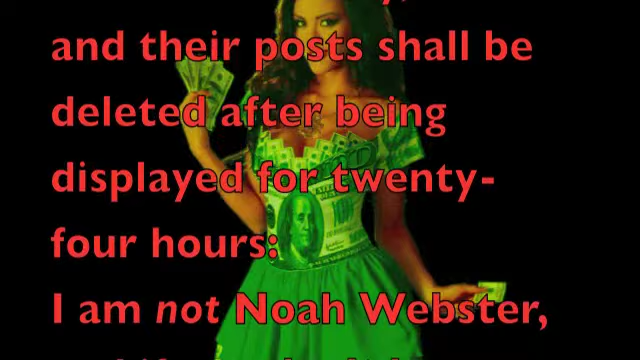 and their posts shall be
deleted after being
displayed for twenty-
four hours:
I am not Noah Webster,